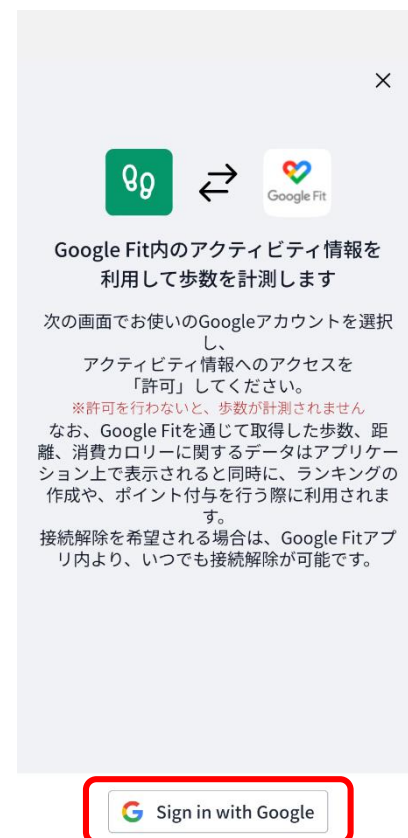 Google Fit
Google Fit内のアクティビティ情報を
利用して歩数を計測します
次の画面でお使いのGoogleアカウントを選択
し、
アクティビティ情報へのアクセスを
「許可」してください。
※許可を行わないと、歩数が計測されません
なお、Google Fitを通じて取得した歩数、距
離、消費カロリーに関するデータはアプリケー
ション上で表示されると同時に、ランキングの
作成や、ポイント付与を行う際に利用されま
す。
接続解除を希望される場合は、Google Fitアプ
リ内より、いつでも接続解除が可能です。
Sign in with Google